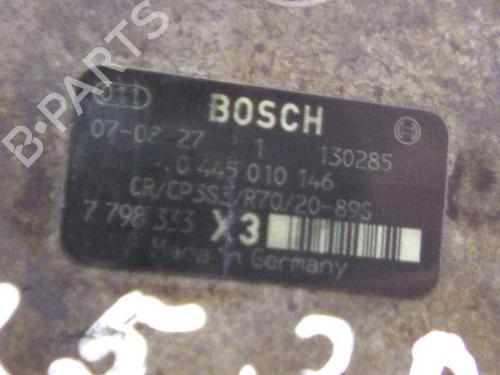 B-PARTS
BOSCH
07-08-27 1 130285
0 445 010 146
CR/CP3S3/R70/20-89S
7 798 333 X3
Made in Germany